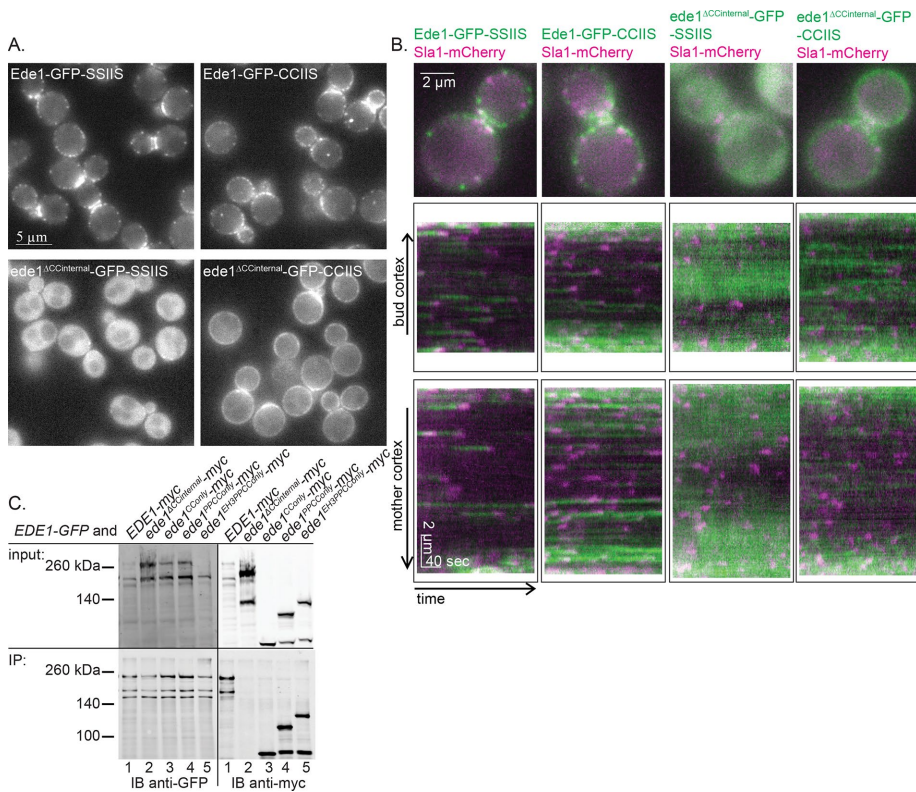 A.
Ede1-GFP-SSIIS
Ede1-GFP-CCIIS
5 µm
ede1ΔCCinternal-GFP-SSIIS
ede1ΔCCinternal-GFP-CCIIS
B.
Ede1-GFP-SSIIS
Sla1-mCherry
Ede1-GFP-CCIIS
Sla1-mCherry
ede1ΔCCinternal-GFP
-SSIIS
Sla1-mCherry
ede1ΔCCinternal-GFP
-CCIIS
Sla1-mCherry
2 µm
bud cortex
mother cortex
2 µm
40 sec
time
C.
EDE1-GFP and
EDE1-myc
ede1ΔCCinternal-myc
ede1CConly-myc
ede1PPCConly-myc
ede1EH3PPCConly-myc
EDE1-myc
ede1ΔCCinternal-myc
ede1CConly-myc
ede1PPCConly-myc
ede1EH3PPCConly-myc
input:
260 kDa
140
IP:
260 kDa
140
100
1 2 3 4 5 1 2 3 4 5
IB anti-GFP IB anti-myc